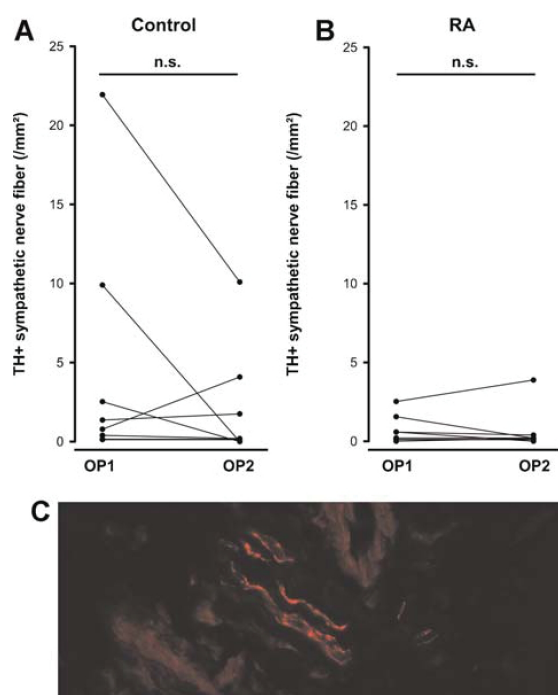 A
Control
n.s.
25
20
15
10
5
0
TH+ sympathetic nerve fiber (/mm²)
OP1 OP2
B
RA
n.s.
25
20
15
10
5
0
TH+ sympathetic nerve fiber (/mm²)
OP1 OP2
C